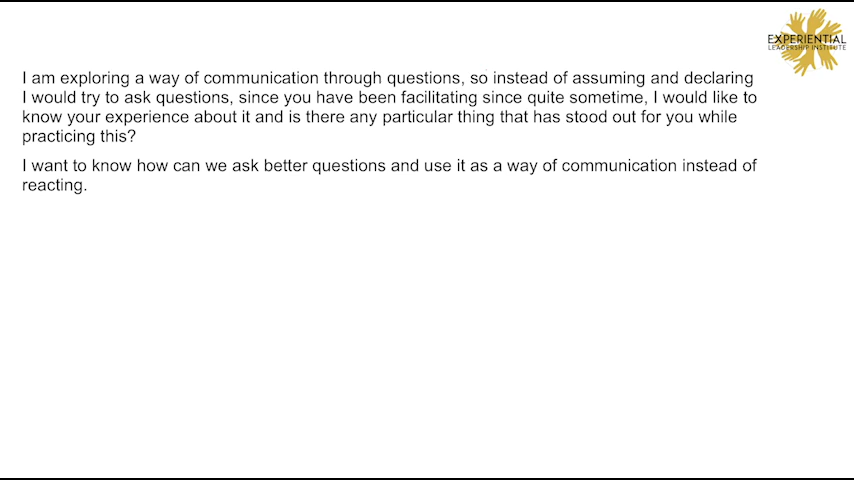 EXPERIENTIAL
LEADERSHIP INSTITUTE
I am exploring a way of communication through questions, so instead of assuming and declaring
I would try to ask questions, since you have been facilitating since quite sometime, I would like to
know your experience about it and is there any particular thing that has stood out for you while
practicing this?
I want to know how can we ask better questions and use it as a way of communication instead of
reacting.